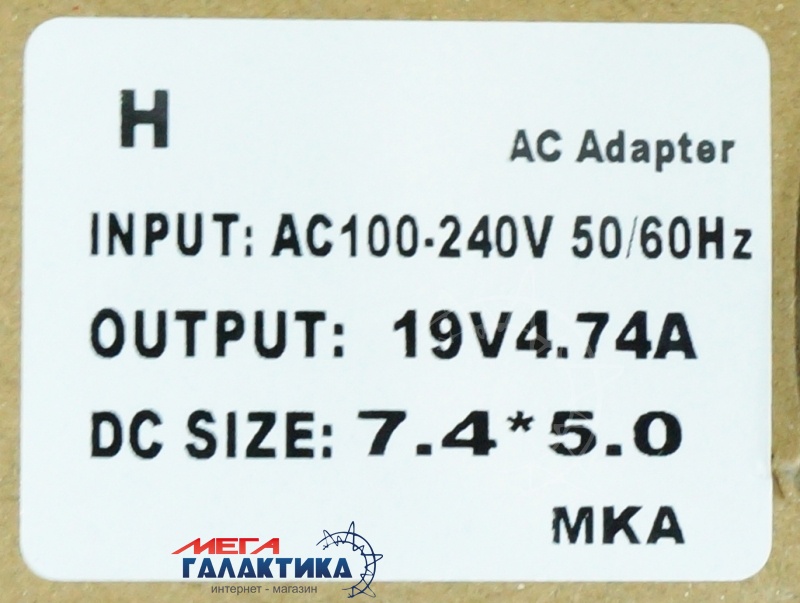 H
AC Adapter
INPUT: AC100-240V 50/60Hz
OUTPUT: 19V4.74A
DC SIZE: 7.4*5.0
MKA
МЕГА
ГАЛАКТИКА
интернет - магазин